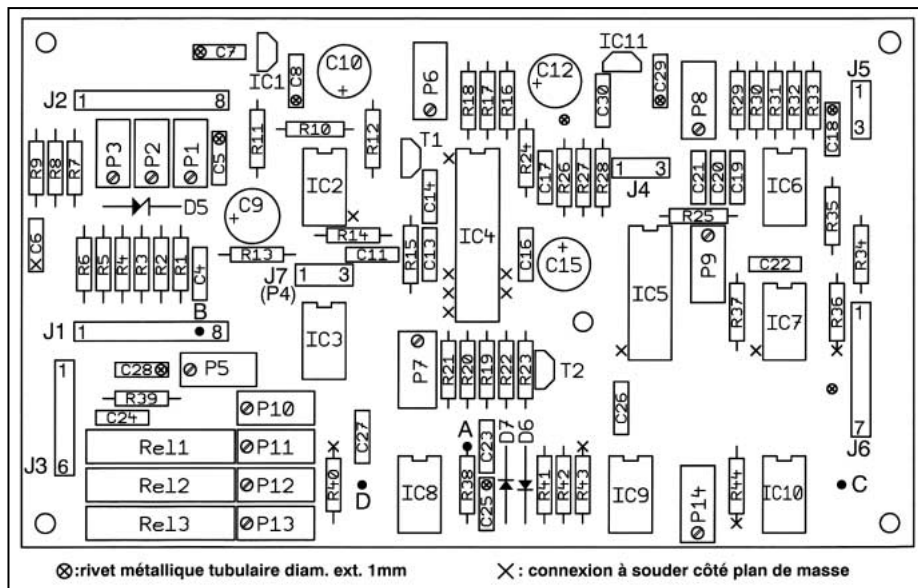 C7
IC1
C8
C10
P6
R18
R17
R16
C12
IC11
C30
C29
P8
R29
R30
R31
R32
R33
J5
1
3
C18
J2
1
8
R11
R10
R12
T1
R24
R9
R8
R7
P3
P2
P1
C5
IC2
C14
IC4
C17
R26
R27
R28
1
3
J4
C21
C20
C19
IC6
D5
C9
R14
R25
R35
R34
C6
R6
R5
R4
R3
R2
R1
C4
R13
C11
R15
C13
C16
C15
IC5
P9
C22
B
J7
1
3
(P4)
R37
IC7
R36
J1
1
8
IC3
1
7
J6
1
6
J3
C28
P5
P7
R21
R20
R19
R22
R23
T2
R39
C24
P10
C27
C26
Rel1
P11
A
C23
D7
D6
Rel2
P12
R40
D
IC8
R38
C25
R41
R42
R43
IC9
P14
R44
IC10
C
Rel3
P13
:rivet métallique tubulaire diam. ext. 1mm
: connexion à souder côté plan de masse